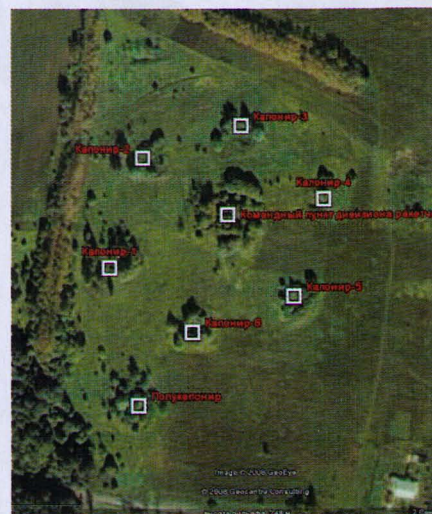 Капонир-3
Капонир-2
Капонир-4
Командный пункт дивизиона ракетн
Капонир-1
Капонир-5
Капонир-6
Полукапонир
Image © 2008 GeoEye
© 2008 Geocentre Consulting